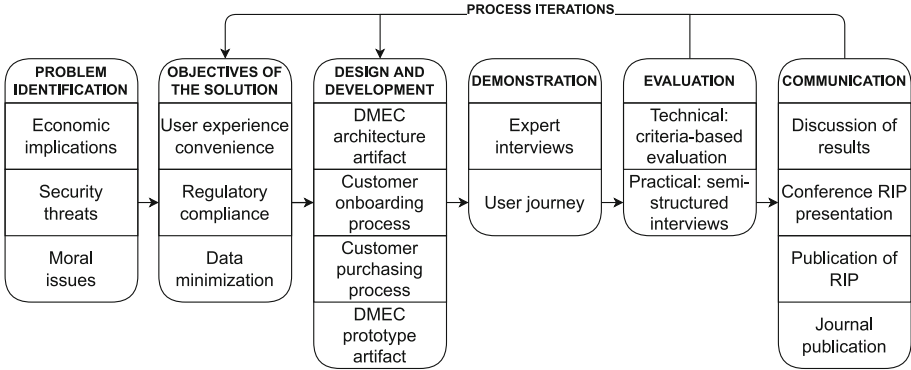 PROCESS ITERATIONS
PROBLEM
IDENTIFICATION
Economic
implications
Security
threats
Moral
issues
OBJECTIVES OF
THE SOLUTION
User experience
convenience
Regulatory
compliance
Data
minimization
DESIGN AND
DEVELOPMENT
DMEC
architecture
artifact
Customer
onboarding
process
Customer
purchasing
process
DMEC
prototype
artifact
DEMONSTRATION
Expert
interviews
User journey
EVALUATION
Technical:
criteria-based
evaluation
Practical: semi-
structured
interviews
COMMUNICATION
Discussion of
results
Conference RIP
presentation
Publication of
RIP
Journal
publication